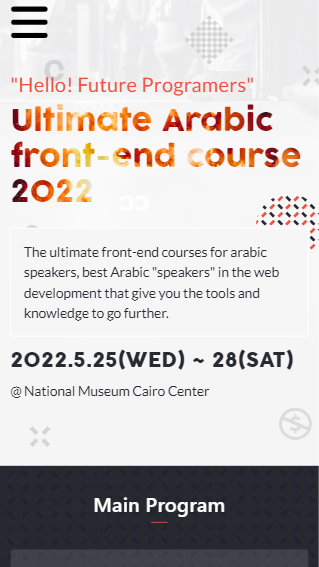 "Hello! Future Programers"
Ultimate Arabic
front-end course
2022
The ultimate front-end courses for arabic
speakers, best Arabic "speakers" in the web
development that give you the tools and
knowledge to go further.
2022.5.25(WED) ~ 28(SAT)
@ National Museum Cairo Center
Main Program